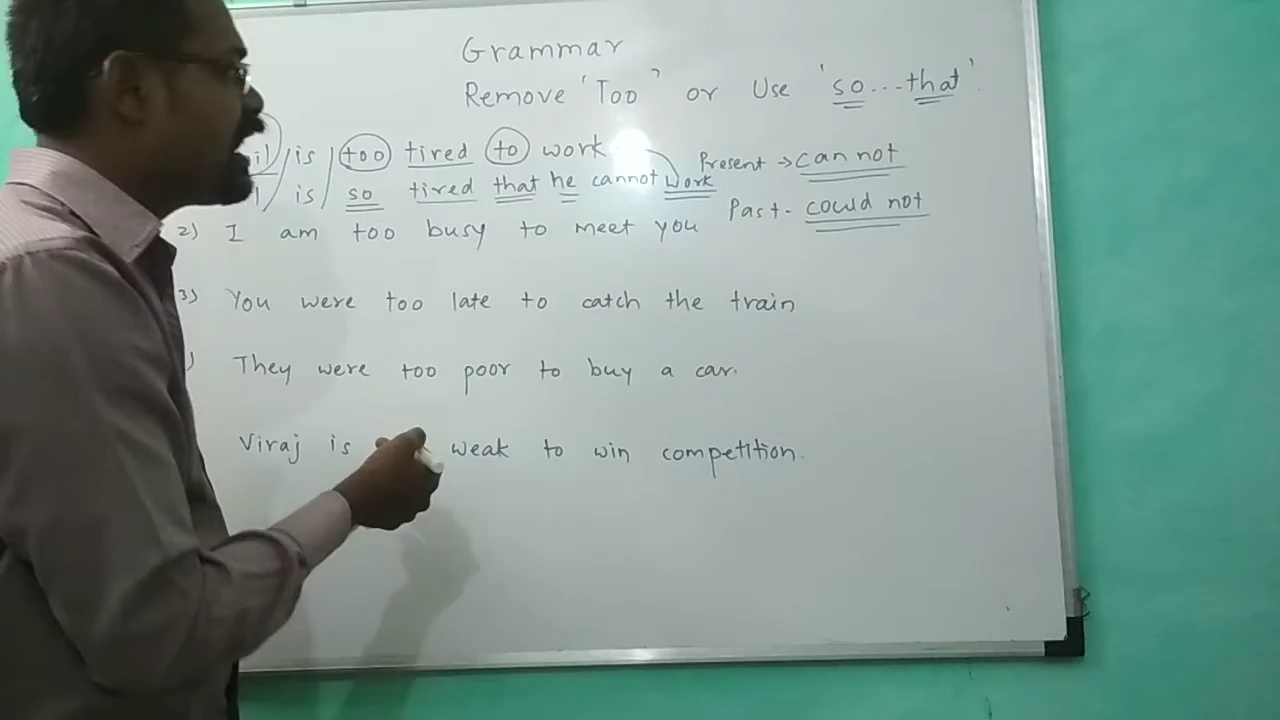 Grammar
Remove 'Too' or Use 'so...that'
is too tired to work
is so tired that he cannot work
Present → can not
Past - could not
2) I am too busy to meet you
3) You were too late to catch the train
They were too poor to buy a car.
Viraj is weak to win competition.